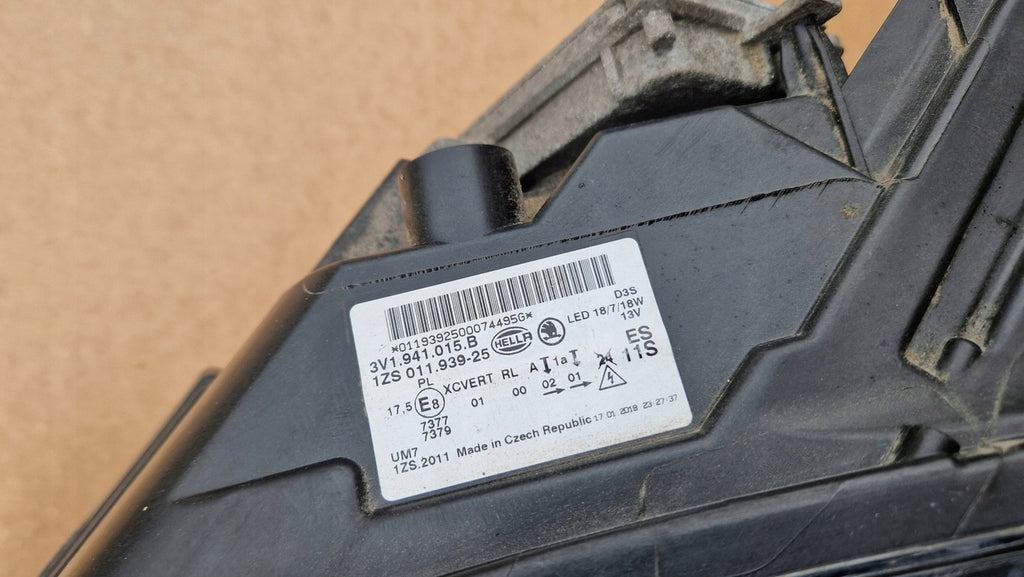 *0119392500074495G*
D3S
3V1.941.015.B HELLA LED 18/7/18W
1ZS 011.939-25 13V
PL ES
17,5 E8 XCVERT RL A 1a 11S
01 00 02 01
7377
7379
UM7
1ZS.2011 Made in Czech Republic 17 01 2018 23:27:37